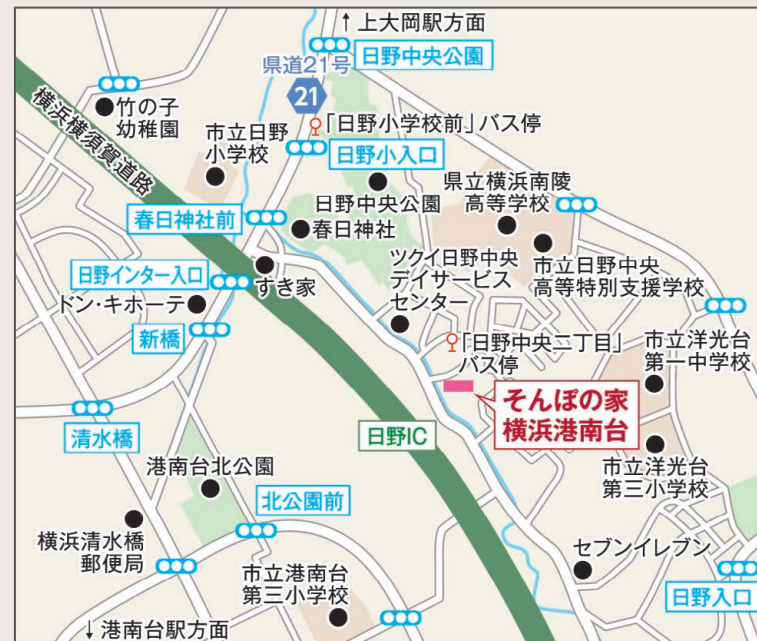 ↑上大岡駅方面
日野中央公園
県道21号
21
竹の子
幼稚園
横浜横須賀道路
「日野小学校前」バス停
市立日野
小学校
日野小入口
県立横浜南陵
高等学校
日野中央公園
春日神社前
春日神社
ツクイ日野中央
デイサービス
センター
市立日野中央
高等特別支援学校
日野インター入口
すき家
ドン・キホーテ
新橋
「日野中央二丁目」
バス停
市立洋光台
第一中学校
そんぽの家
横浜港南台
清水橋
日野IC
港南台北公園
市立洋光台
第三小学校
北公園前
横浜清水橋
郵便局
セブンイレブン
市立港南台
第三小学校
日野入口
↓港南台駅方面